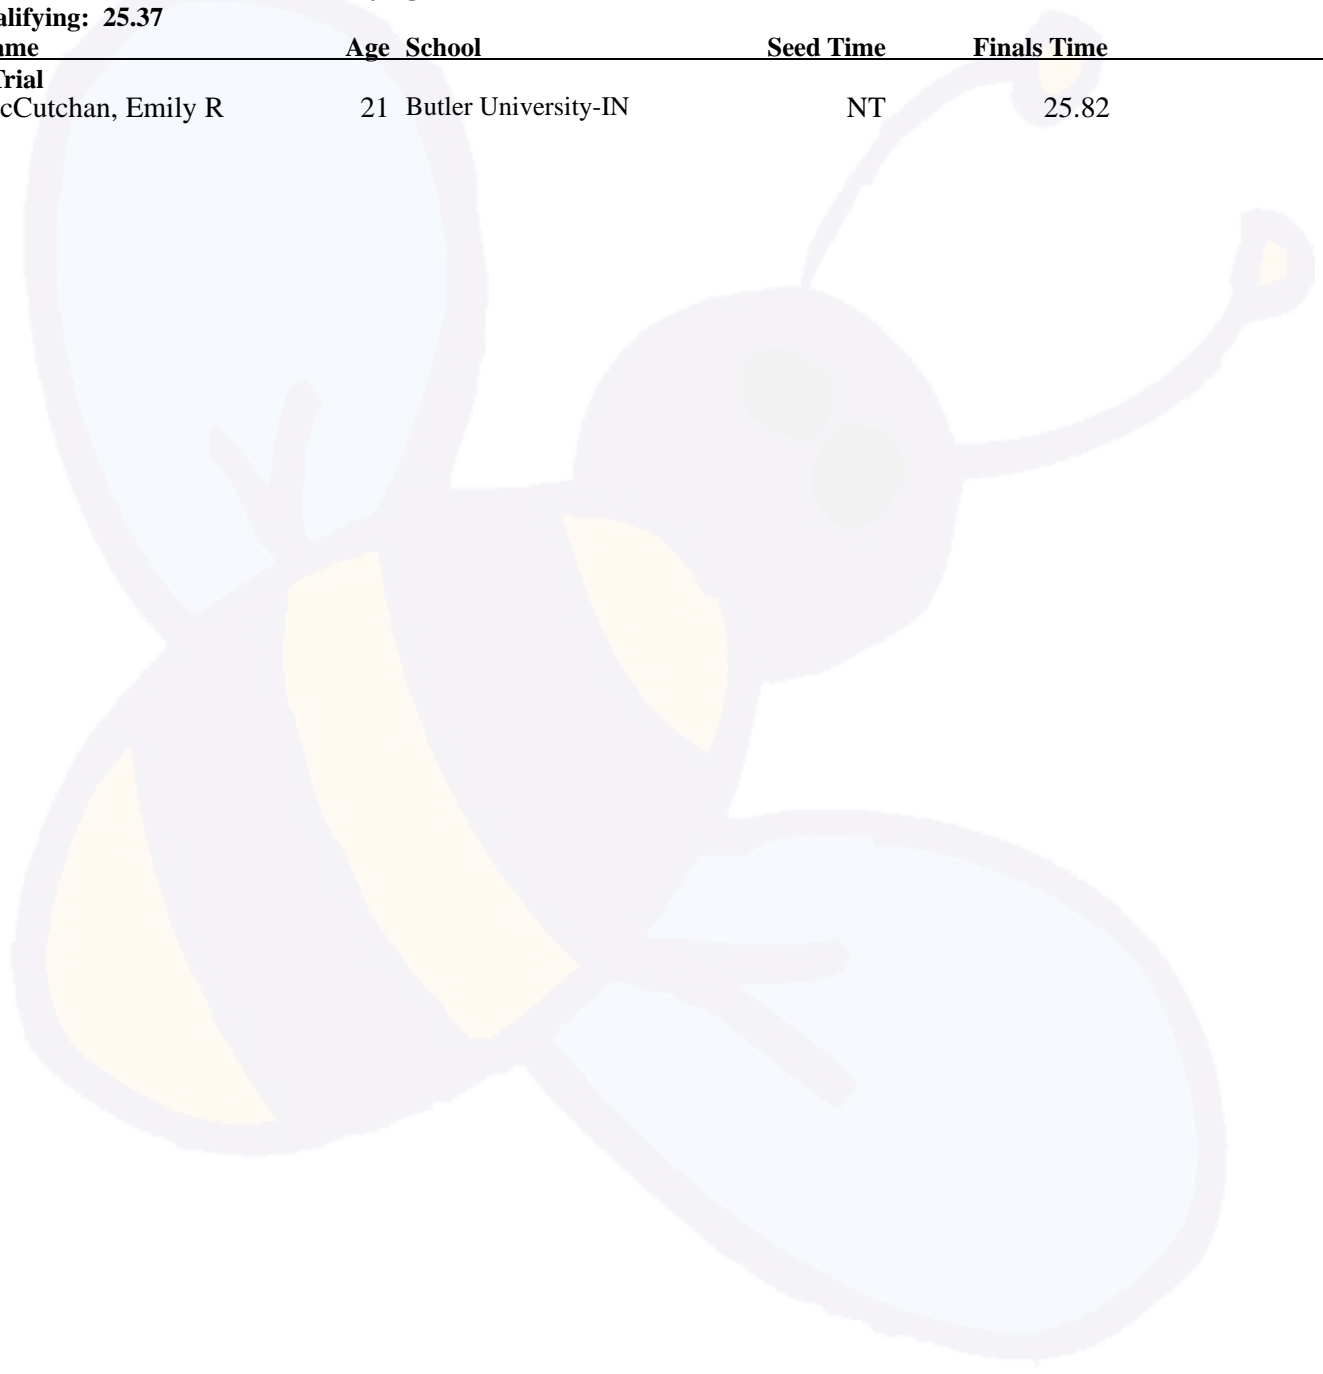 alifying: 25.37
ame Age School Seed Time Finals Time
Trial
cCutchan, Emily R 21 Butler University-IN NT 25.82